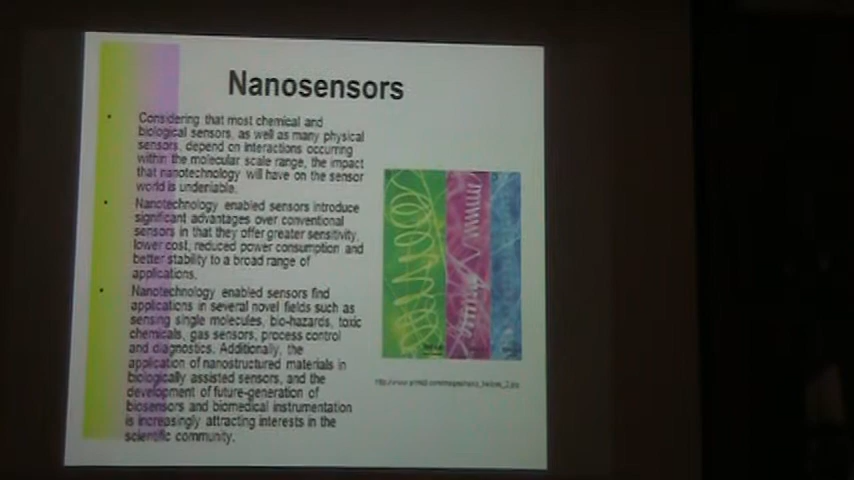 Nanosensors
• Considering that most chemical and
biological sensors, as well as many physical
sensors, depend on interactions occurring
within the molecular scale range, the impact
that nanotechnology will have on the sensor
world is undeniable.
• Nanotechnology enabled sensors introduce
significant advantages over conventional
sensors in that they offer greater sensitivity,
lower cost, reduced power consumption and
better stability to a broad range of
applications.
• Nanotechnology enabled sensors find
applications in several novel fields such as
sensing single molecules, bio-hazards, toxic
chemicals, gas sensors, process control
and diagnostics. Additionally, the
application of nanostructured materials in
biologically assisted sensors, and the
development of future-generation of
biosensors and biomedical instrumentation
is increasingly attracting interests in the
scientific community.